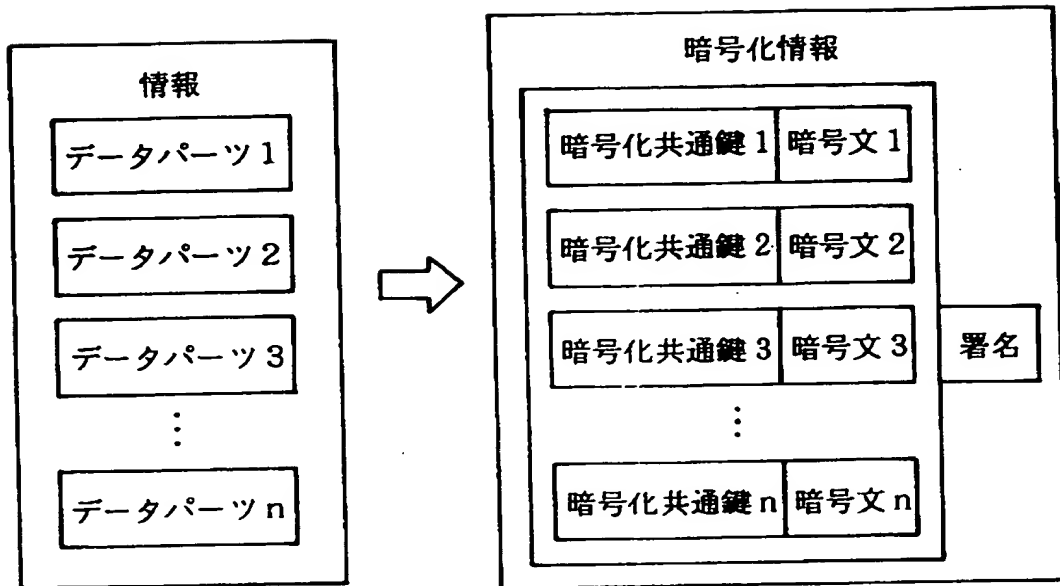 情報
データパーツ1
データパーツ2
データパーツ3
⋮
データパーツn
暗号化情報
暗号化共通鍵1 暗号文1
暗号化共通鍵2 暗号文2
暗号化共通鍵3 暗号文3
⋮
暗号化共通鍵n 暗号文n
署名